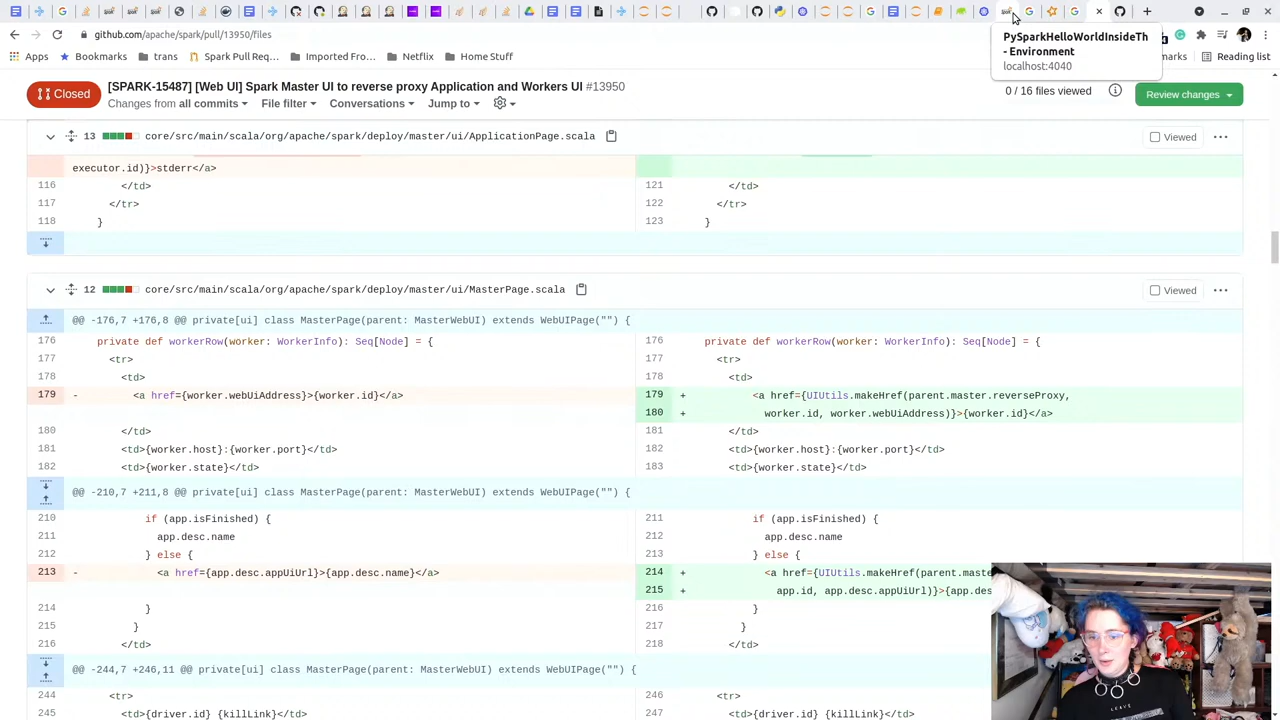 PySparkHelloWorldInsideTh
- Environment
localhost:4040
github.com/apache/spark/pull/13950/files
Apps Bookmarks trans Spark Pull Req... Imported Fro... Netflix Home Suff Reading list
Closed [SPARK-15487] [Web UI] Spark Master UI to reverse proxy Application and Workers UI #13950
Changes from all commits File filter Conversations Jump to 0 / 16 files viewed Review changes
13 core/src/main/scala/org/apache/spark/deploy/master/ui/ApplicationPage.scala Viewed
executor.id)}>stderr</a>
116 </td> 121 </td>
117 </tr> 122 </tr>
118 } 123 }
12 core/src/main/scala/org/apache/spark/deploy/master/ui/MasterPage.scala Viewed
@@ -176,7 +176,8 @@ private[ui] class MasterPage(parent: MasterWebUI) extends WebUIPage("") {
176 private def workerRow(worker: WorkerInfo): Seq[Node] = { 176 private def workerRow(worker: WorkerInfo): Seq[Node] = {
177 <tr> 177 <tr>
178 <td> 178 <td>
179 - <a href={worker.webUiAddress}>{worker.id}</a> 179 + <a href={UIUtils.makeHref(parent.master.reverseProxy,
180 + worker.id, worker.webUiAddress)}>{worker.id}</a>
180 </td> 181 </td>
181 <td>{worker.host}:{worker.port}</td> 182 <td>{worker.host}:{worker.port}</td>
182 <td>{worker.state}</td> 183 <td>{worker.state}</td>
@@ -210,7 +211,8 @@ private[ui] class MasterPage(parent: MasterWebUI) extends WebUIPage("") {
210 if (app.isFinished) { 211 if (app.isFinished) {
211 app.desc.name 212 app.desc.name
212 } else { 213 } else {
213 - <a href={app.desc.appUiUrl}>{app.desc.name}</a> 214 + <a href={UIUtils.makeHref(parent.maste
215 + app.id, app.desc.appUiUrl)}>{app.des
214 } 216 }
215 } 217 }
216 </td> 218 </td>
@@ -244,7 +246,11 @@ private[ui] class MasterPage(parent: MasterWebUI) extends WebUIPage("") {
244 <tr> 246 <tr>
245 <td>{driver.id} {killLink}</td> 247 <td>{driver.id} {killLink}</td>
LEAVE